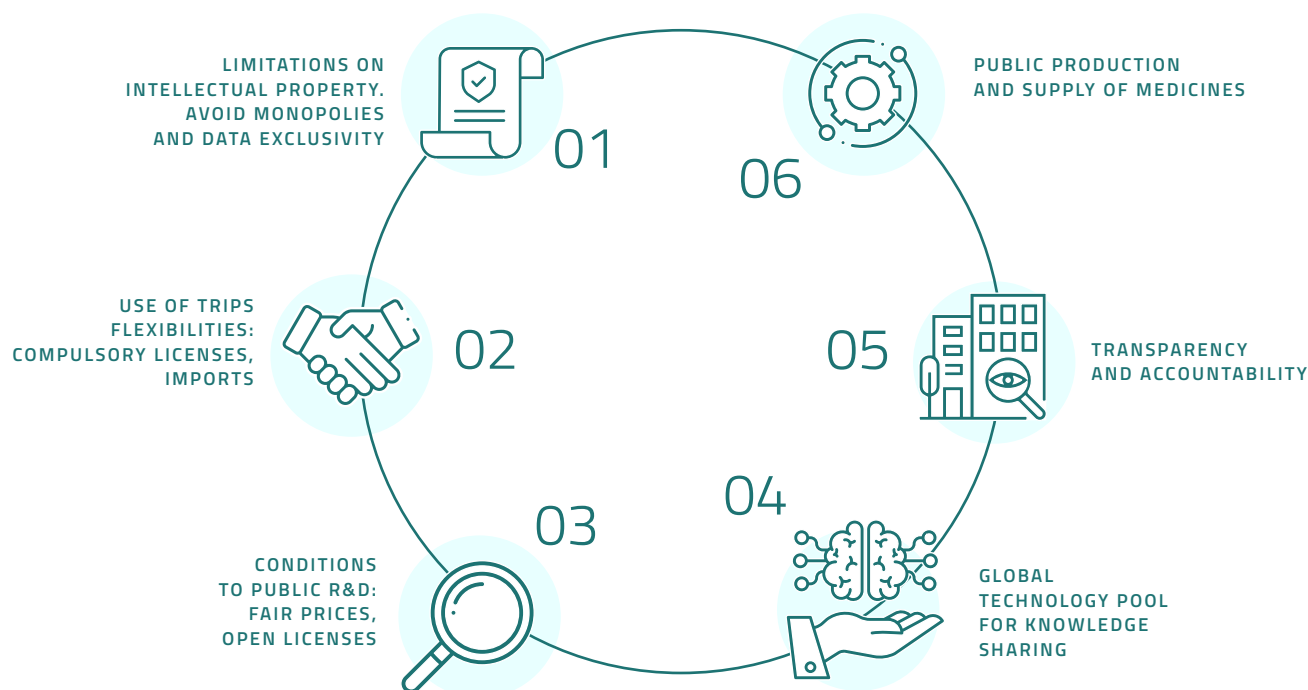 LIMITATIONS ON
INTELLECTUAL PROPERTY.
AVOID MONOPOLIES
AND DATA EXCLUSIVITY
01
USE OF TRIPS
FLEXIBILITIES:
COMPULSORY LICENSES,
IMPORTS
02
CONDITIONS
TO PUBLIC R&D:
FAIR PRICES,
OPEN LICENSES
03
04
GLOBAL
TECHNOLOGY POOL
FOR KNOWLEDGE
SHARING
05
TRANSPARENCY
AND ACCOUNTABILITY
06
PUBLIC PRODUCTION
AND SUPPLY OF MEDICINES